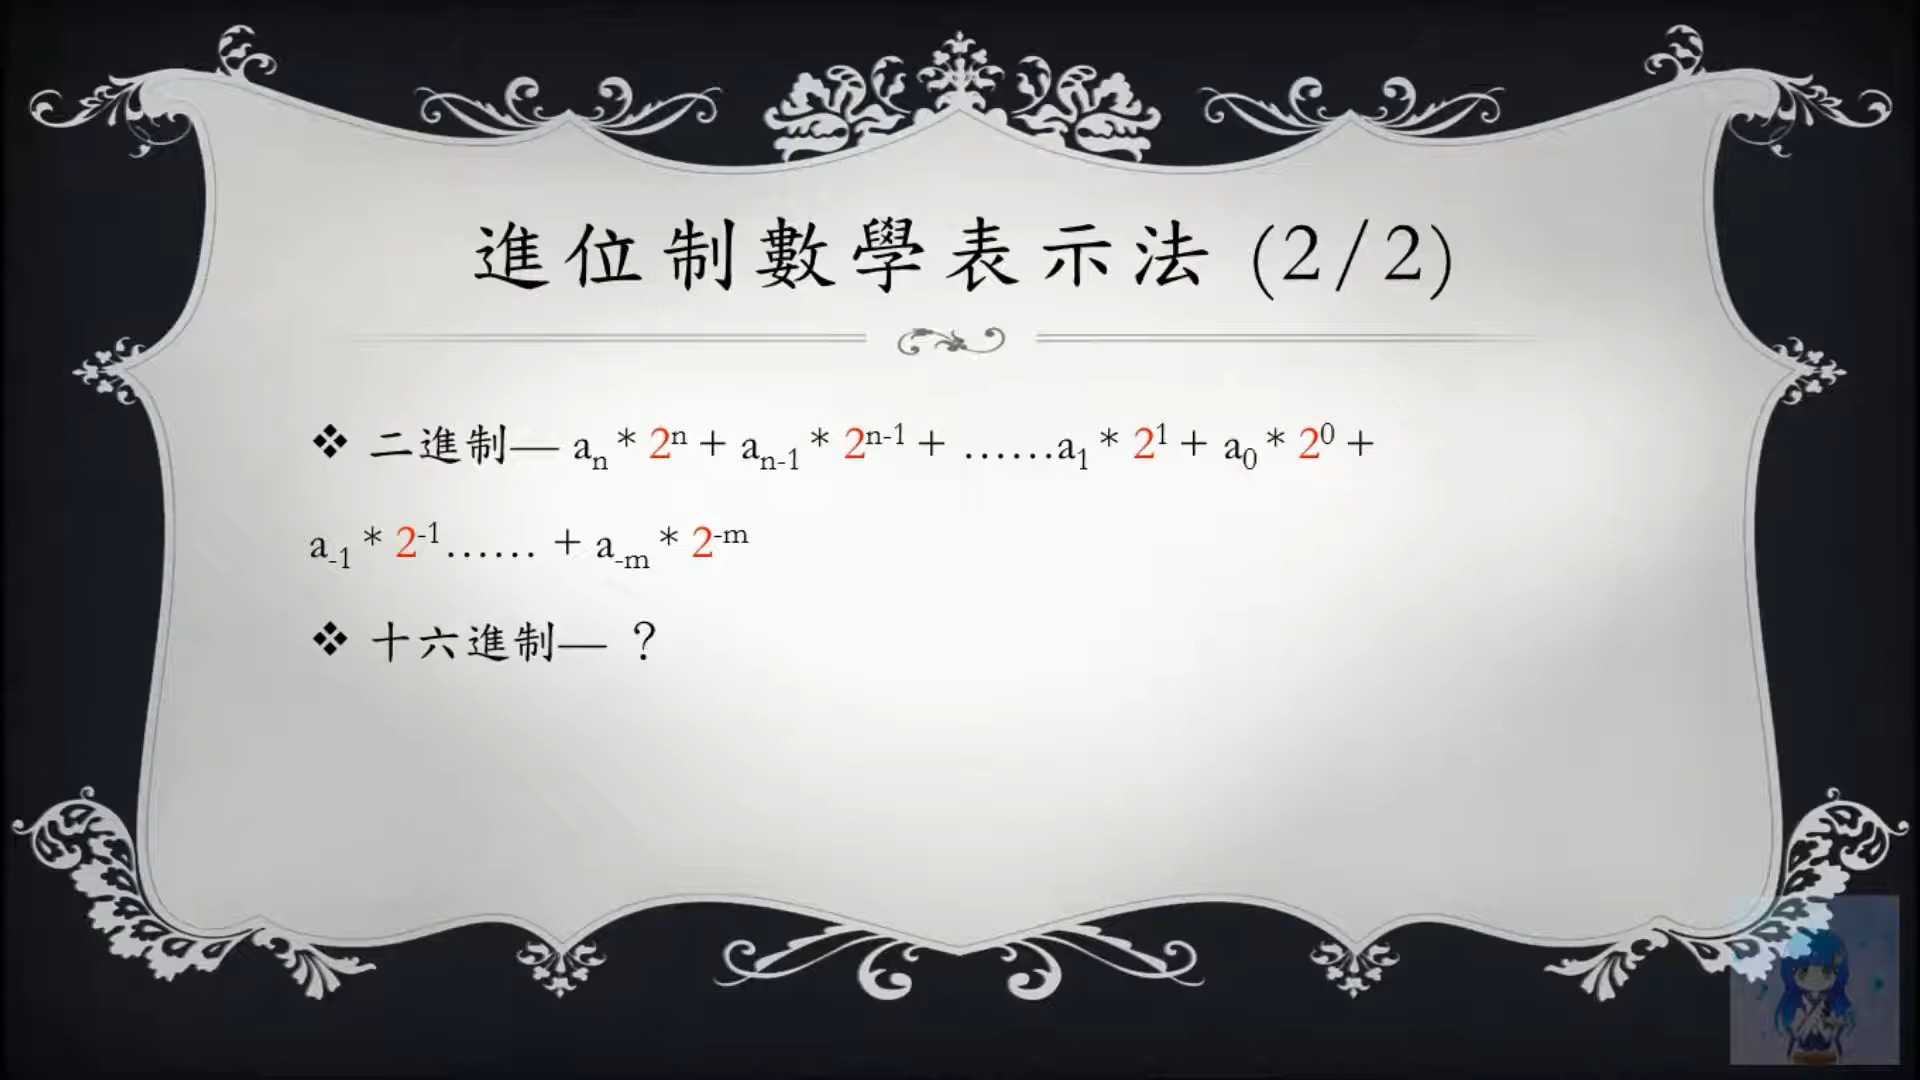 進位制數學表示法 (2/2)
❖ 二進制— aₙ * 2ⁿ + aₙ₋₁ * 2ⁿ⁻¹ + ……a₁ * 2¹ + a₀ * 2⁰ +
a₋₁ * 2⁻¹…… + a₋ₘ * 2⁻ᵐ
❖ 十六進制— ？